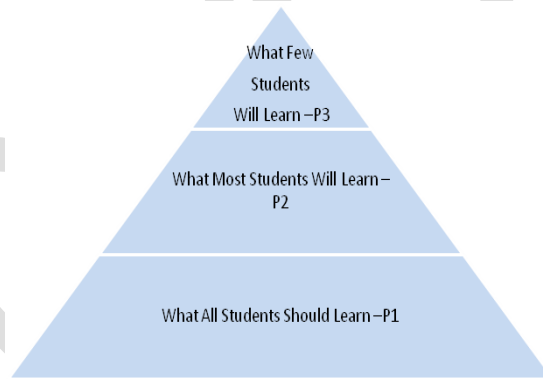 What Few
Students
Will Learn –P3
What Most Students Will Learn –
P2
What All Students Should Learn –P1